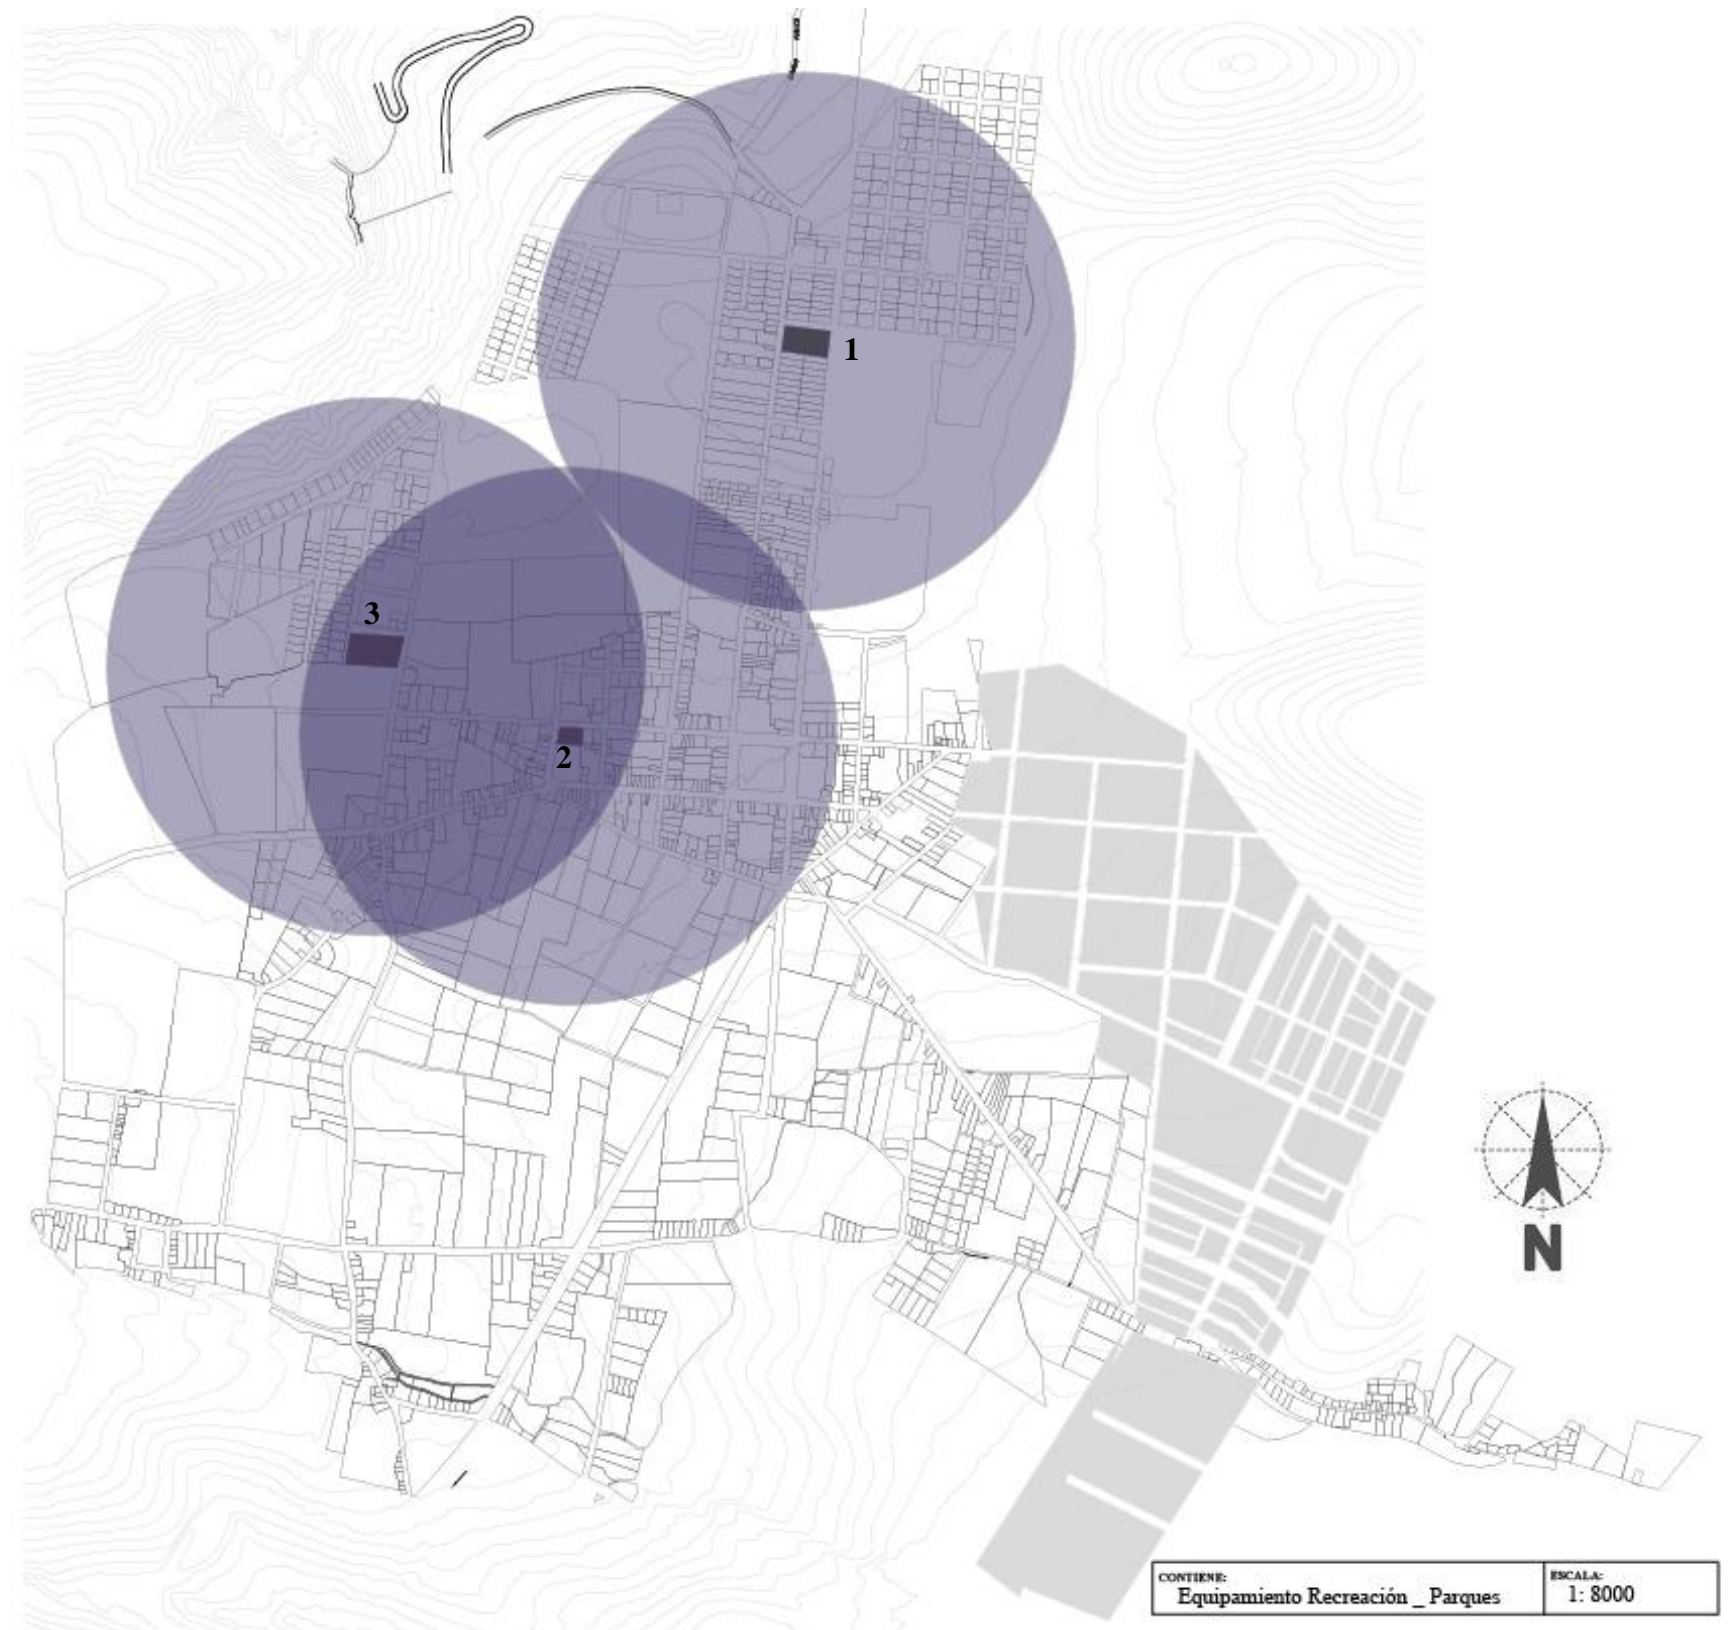 1
3
2
N
CONTIENE:
Equipamiento Recreación _ Parques
ESCALA:
1: 8000